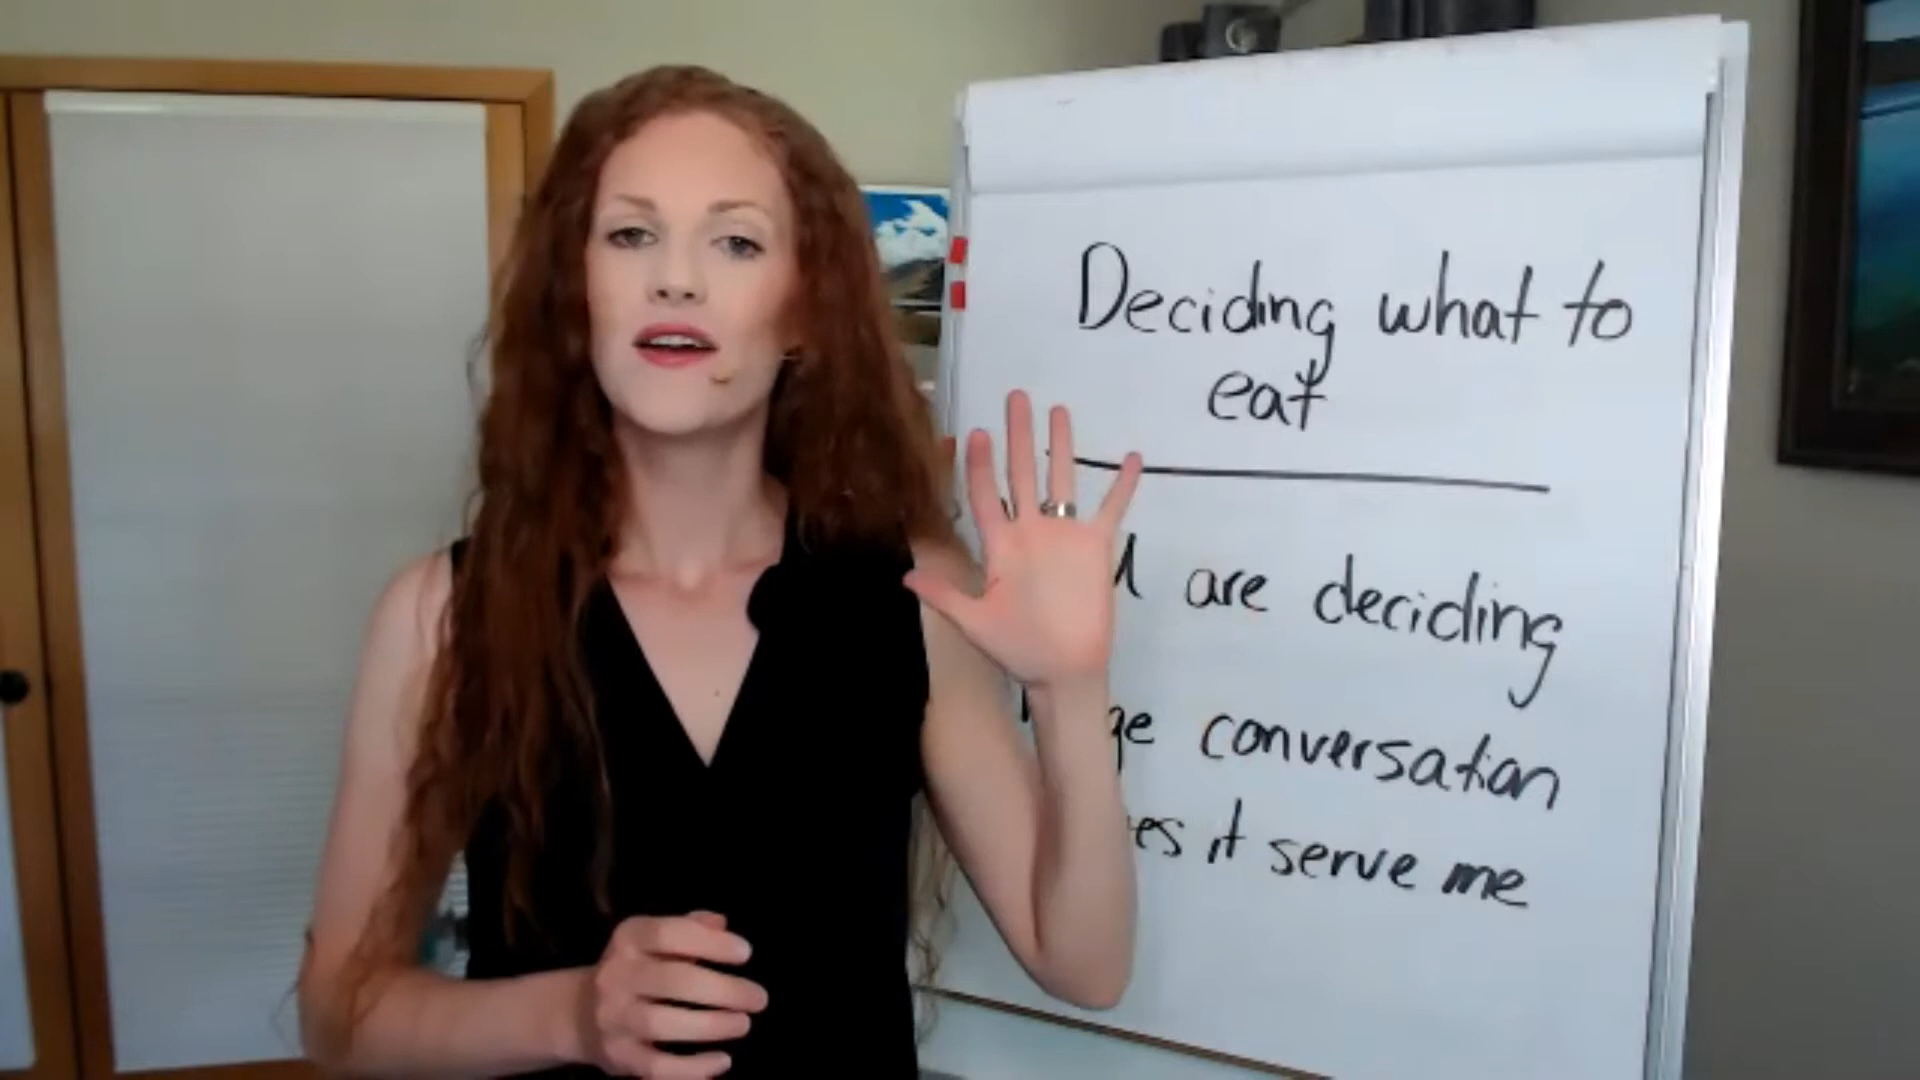 Deciding what to
eat
are deciding
conversation
it serve me